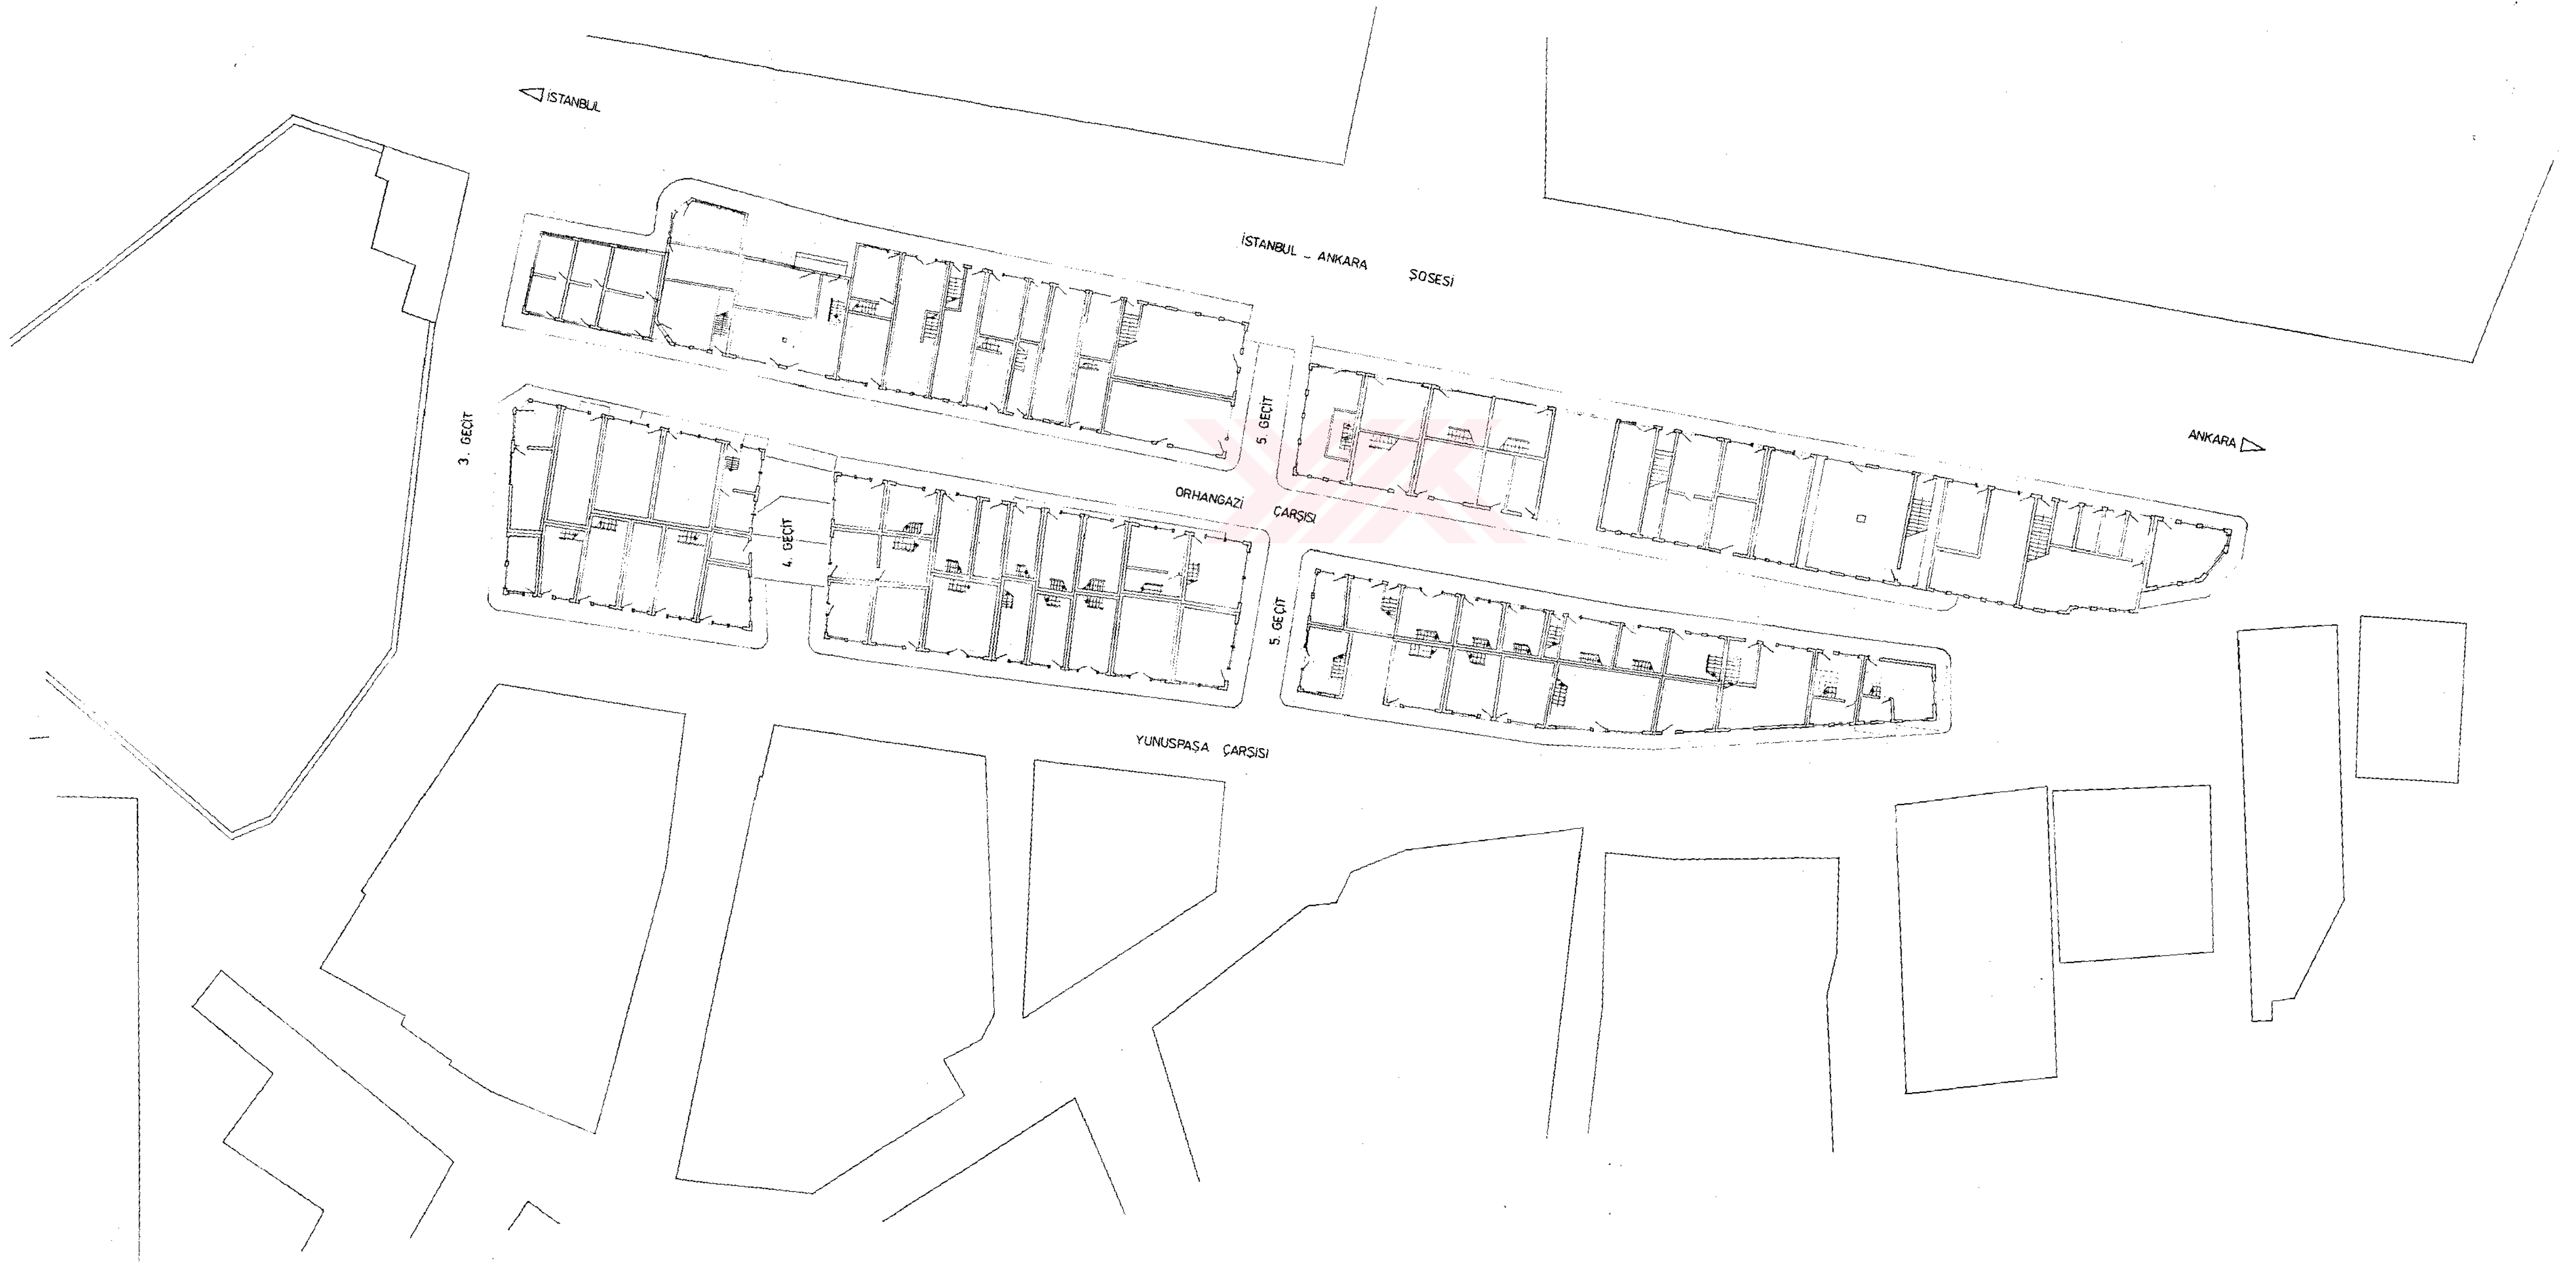 İSTANBUL
İSTANBUL _ ANKARA ŞOSESİ
ANKARA
3. GEÇİT
5. GEÇİT
ORHANGAZİ ÇARŞISI
4. GEÇİT
5. GEÇİT
YUNUSPAŞA ÇARŞISI